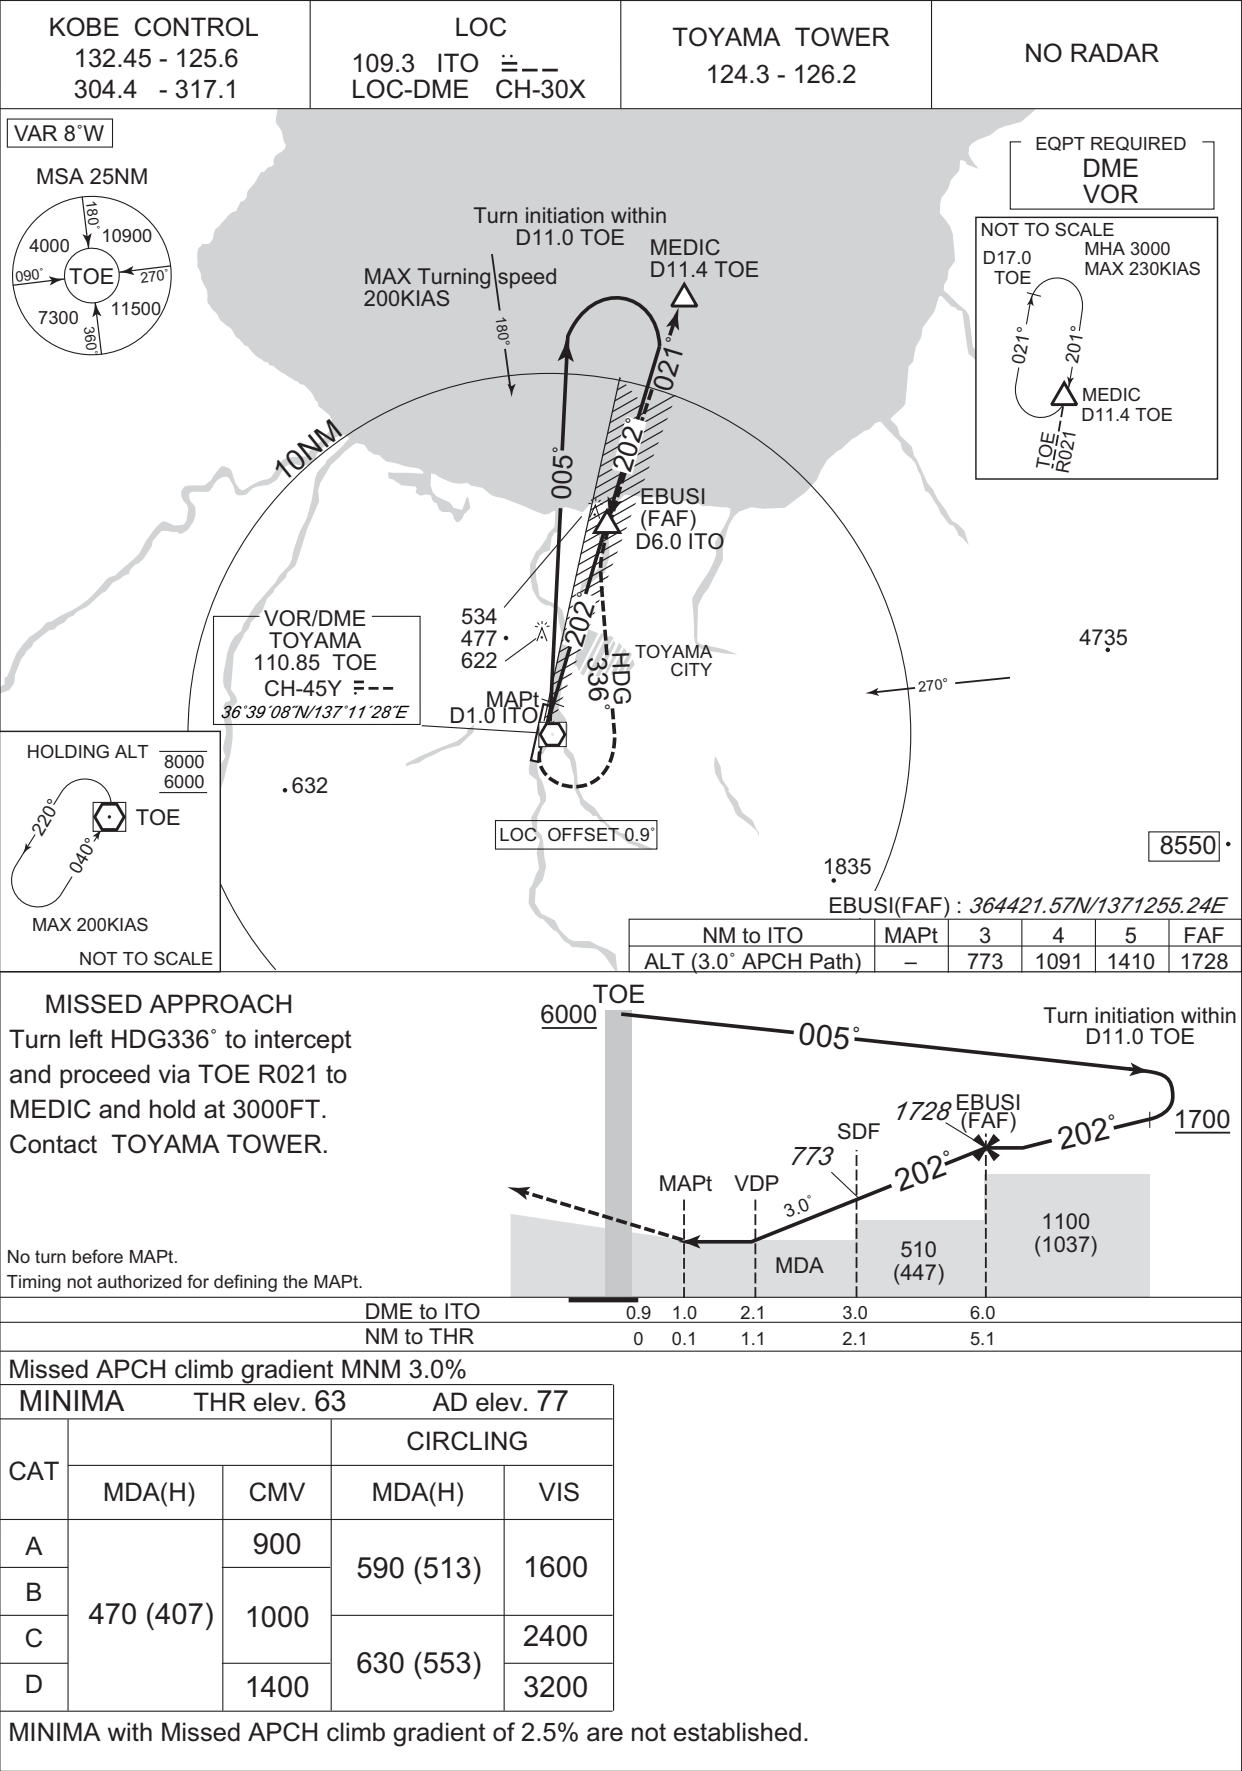 KOBE CONTROL
132.45 - 125.6
304.4 - 317.1
LOC
109.3 ITO
LOC-DME CH-30X
TOYAMA TOWER
124.3 - 126.2
NO RADAR
VAR 8°W
MSA 25NM
180°
4000
10900
090°
TOE
270°
7300
11500
360°
Turn initiation within
D11.0 TOE
MAX Turning speed
200KIAS
180°
MEDIC
D11.4 TOE
EQPT REQUIRED
DME
VOR
NOT TO SCALE
D17.0
TOE
MHA 3000
MAX 230KIAS
021°
201°
MEDIC
D11.4 TOE
TOE
R021
10NM
005°
021°
202°
EBUSI
(FAF)
D6.0 ITO
534
477
622
202°
HDG
336°
TOYAMA
CITY
4735
270°
VOR/DME
TOYAMA
110.85 TOE
CH-45Y
36°39´08˝N/137°11´28˝E
MAPt
D1.0 ITO
HOLDING ALT
8000
6000
220°
040°
TOE
MAX 200KIAS
NOT TO SCALE
632
LOC OFFSET 0.9°
8550
1835
EBUSI(FAF) : 364421.57N/1371255.24E
NM to ITO MAPt 3 4 5 FAF
ALT (3.0° APCH Path) – 773 1091 1410 1728
MISSED APPROACH
Turn left HDG336° to intercept
and proceed via TOE R021 to
MEDIC and hold at 3000FT.
Contact TOYAMA TOWER.
No turn before MAPt.
Timing not authorized for defining the MAPt.
TOE
6000
005°
Turn initiation within
D11.0 TOE
1700
202°
EBUSI
(FAF)
1728
SDF
773
202°
MAPt
VDP
3.0°
MDA
510
(447)
1100
(1037)
DME to ITO 0.9 1.0 2.1 3.0 6.0
NM to THR 0 0.1 1.1 2.1 5.1
Missed APCH climb gradient MNM 3.0%
MINIMA THR elev. 63 AD elev. 77
CAT
CIRCLING
MDA(H) CMV MDA(H) VIS
A 900 590 (513) 1600
B 470 (407) 1000
C 630 (553) 2400
D 1400 3200
MINIMA with Missed APCH climb gradient of 2.5% are not established.